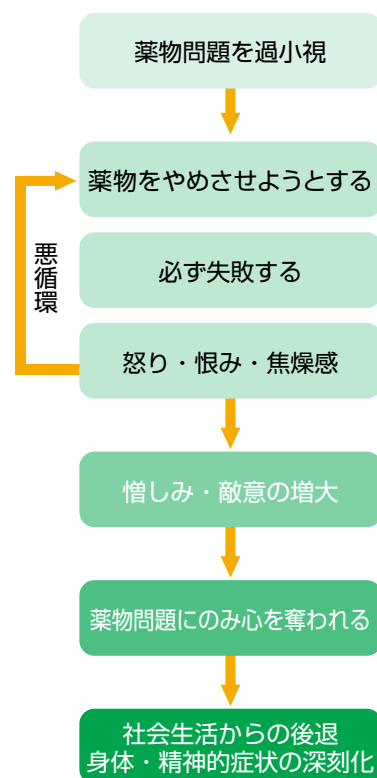 薬物問題を過小視
薬物をやめさせようとする
悪循環
必ず失敗する
怒り・恨み・焦燥感
憎しみ・敵意の増大
薬物問題にのみ心を奪われる
社会生活からの後退
身体・精神的症状の深刻化